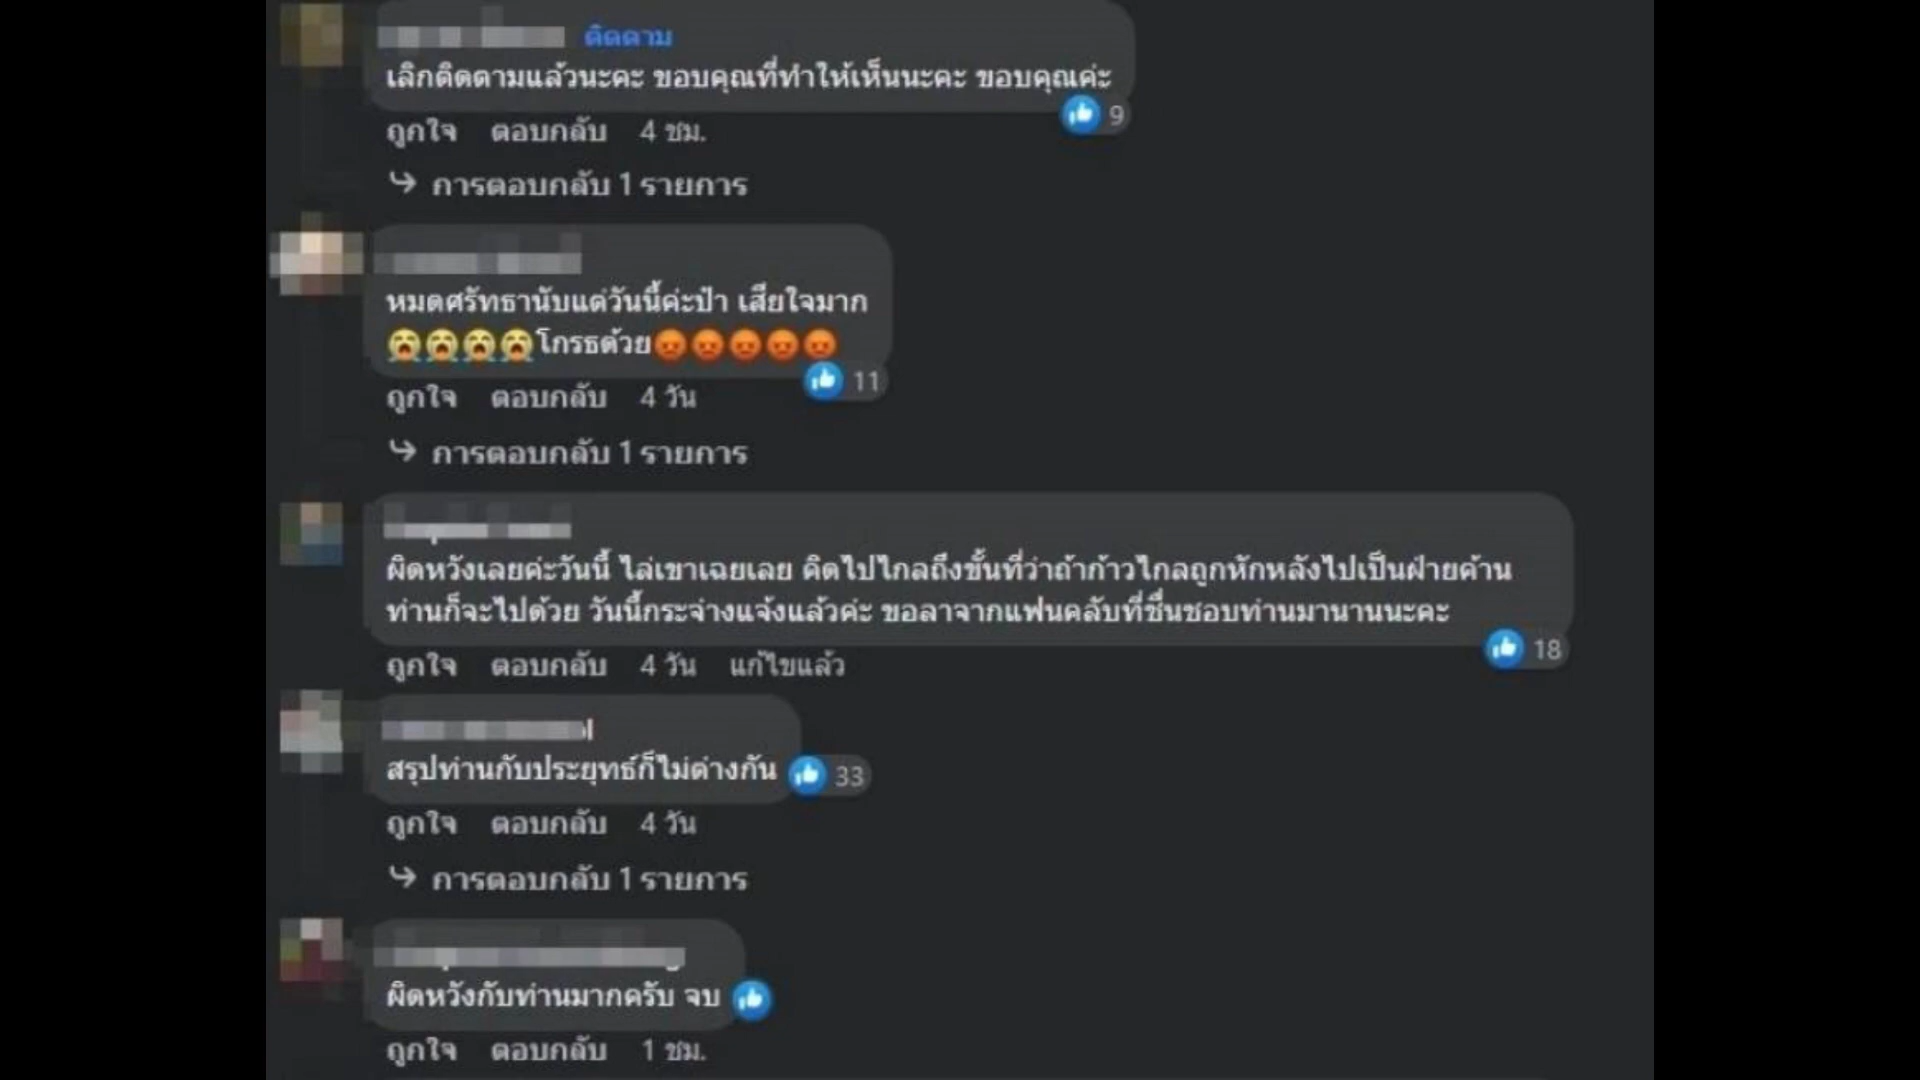 ติดตาม
เลิกติดตามแล้วนะคะ ขอบคุณที่ทำให้เห็นนะคะ ขอบคุณค่ะ
9
ถูกใจ ตอบกลับ 4 ชม.
การตอบกลับ 1 รายการ
หมดศรัทธานับแต่วันนี้ค่ะป๋า เสียใจมาก
😭😭😭😭โกรธด้วย😡😡😡😡😡
11
ถูกใจ ตอบกลับ 4 วัน
การตอบกลับ 1 รายการ
ผิดหวังเลยค่ะวันนี้ ไล่เขาเฉยเลย คิดไปไกลถึงขั้นที่ว่าถ้าก้าวไกลถูกหักหลังไปเป็นฝ่ายค้าน
ท่านก็จะไปด้วย วันนี้กระจ่างแจ้งแล้วค่ะ ขอลาจากแฟนคลับที่ชื่นชอบท่านมานานนะคะ
18
ถูกใจ ตอบกลับ 4 วัน แก้ไขแล้ว
สรุปท่านกับประยุทธ์ก็ไม่ต่างกัน
33
ถูกใจ ตอบกลับ 4 วัน
การตอบกลับ 1 รายการ
ผิดหวังกับท่านมากครับ จบ
ถูกใจ ตอบกลับ 1 ชม.